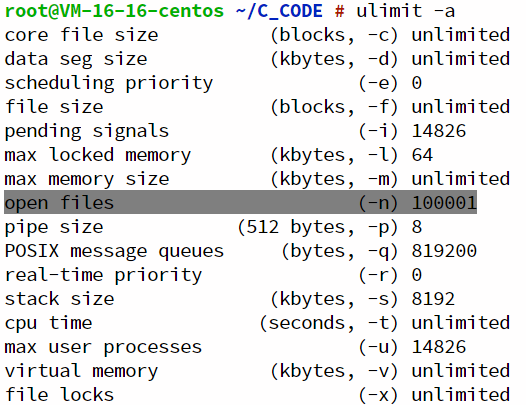 root@VM-16-16-centos ~/C_CODE # ulimit -a
core file size (blocks, -c) unlimited
data seg size (kbytes, -d) unlimited
scheduling priority (-e) 0
file size (blocks, -f) unlimited
pending signals (-i) 14826
max locked memory (kbytes, -l) 64
max memory size (kbytes, -m) unlimited
open files (-n) 100001
pipe size (512 bytes, -p) 8
POSIX message queues (bytes, -q) 819200
real-time priority (-r) 0
stack size (kbytes, -s) 8192
cpu time (seconds, -t) unlimited
max user processes (-u) 14826
virtual memory (kbytes, -v) unlimited
file locks (-x) unlimited